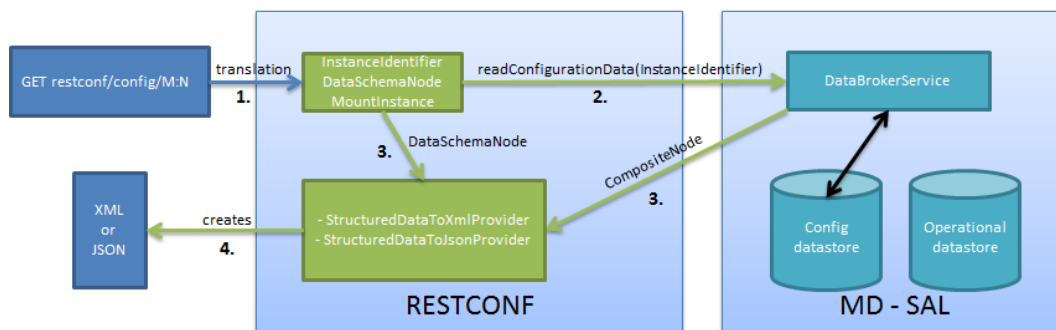 GET restconf/config/M:N
translation
1.
InstanceIdentifier
DataSchemaNode
MountInstance
readConfigurationData(InstanceIdentifier)
2.
DataBrokerService
3.
DataSchemaNode
CompositeNode
3.
XML
or
JSON
creates
4.
- StructuredDataToXmlProvider
- StructuredDataToJsonProvider
Config
datastore
Operational
datastore
RESTCONF
MD - SAL